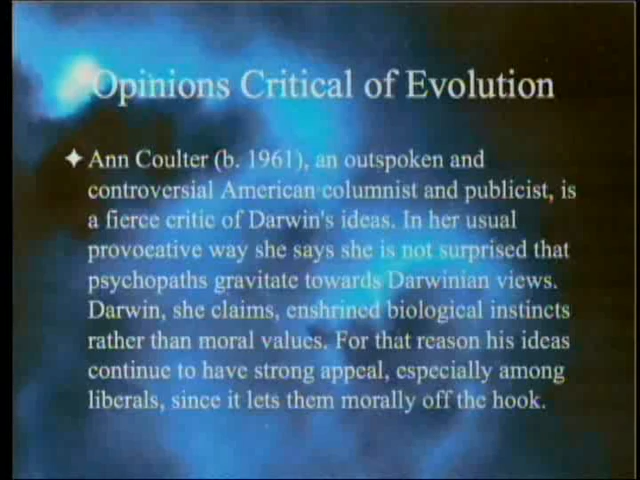 Opinions Critical of Evolution
Ann Coulter (b. 1961), an outspoken and
controversial American columnist and publicist, is
a fierce critic of Darwin's ideas. In her usual
provocative way she says she is not surprised that
psychopaths gravitate towards Darwinian views.
Darwin, she claims, enshrined biological instincts
rather than moral values. For that reason his ideas
continue to have strong appeal, especially among
liberals, since it lets them morally off the hook.